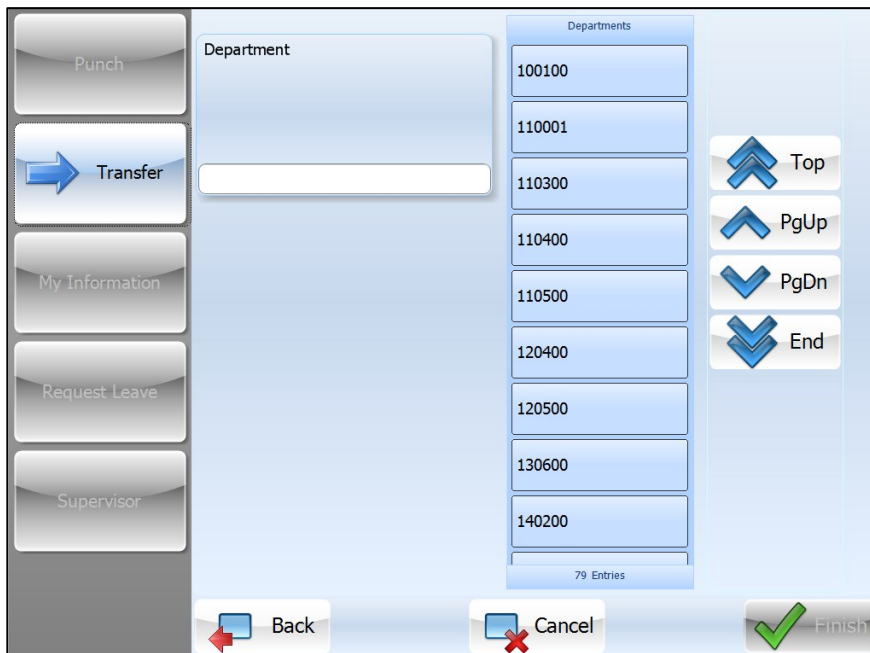 Punch
Transfer
My Information
Request Leave
Supervisor
Department
Departments
100100
110001
110300
110400
110500
120400
120500
130600
140200
79 Entries
Top
PgUp
PgDn
End
Back
Cancel
Finish